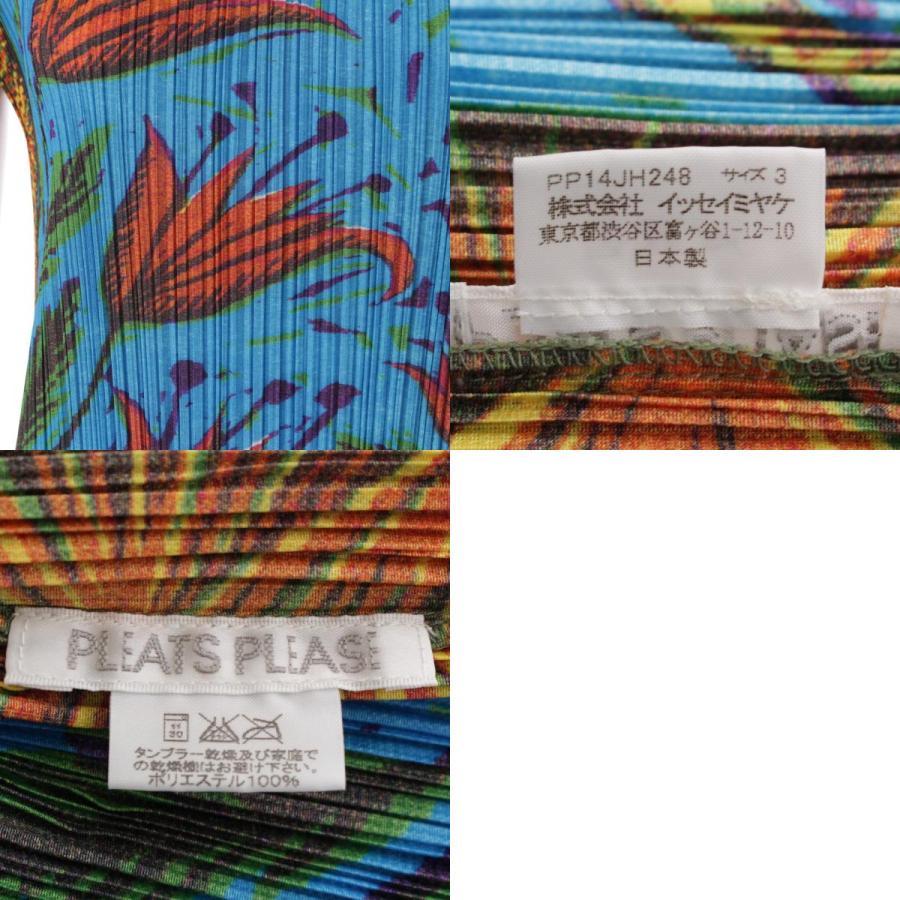 PP14JH248 サイズ 3
株式会社 イッセイミヤケ
東京都渋谷区富ヶ谷1-12-10
日本製
PLEATS PLEASE
タンブラー乾燥及び家庭で
の乾燥機はお避け下さい。
ポリエステル100%